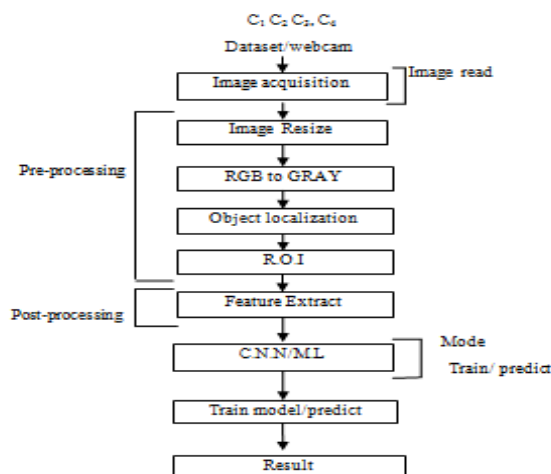 C₁ C₂ C₃, C₄
Dataset/webcam
Image acquisition
Image read
Image Resize
Pre-processing
RGB to GRAY
Object localization
R.O.I
Feature Extract
Post-processing
C.N.N/M.L
Mode
Train/ predict
Train model/predict
Result